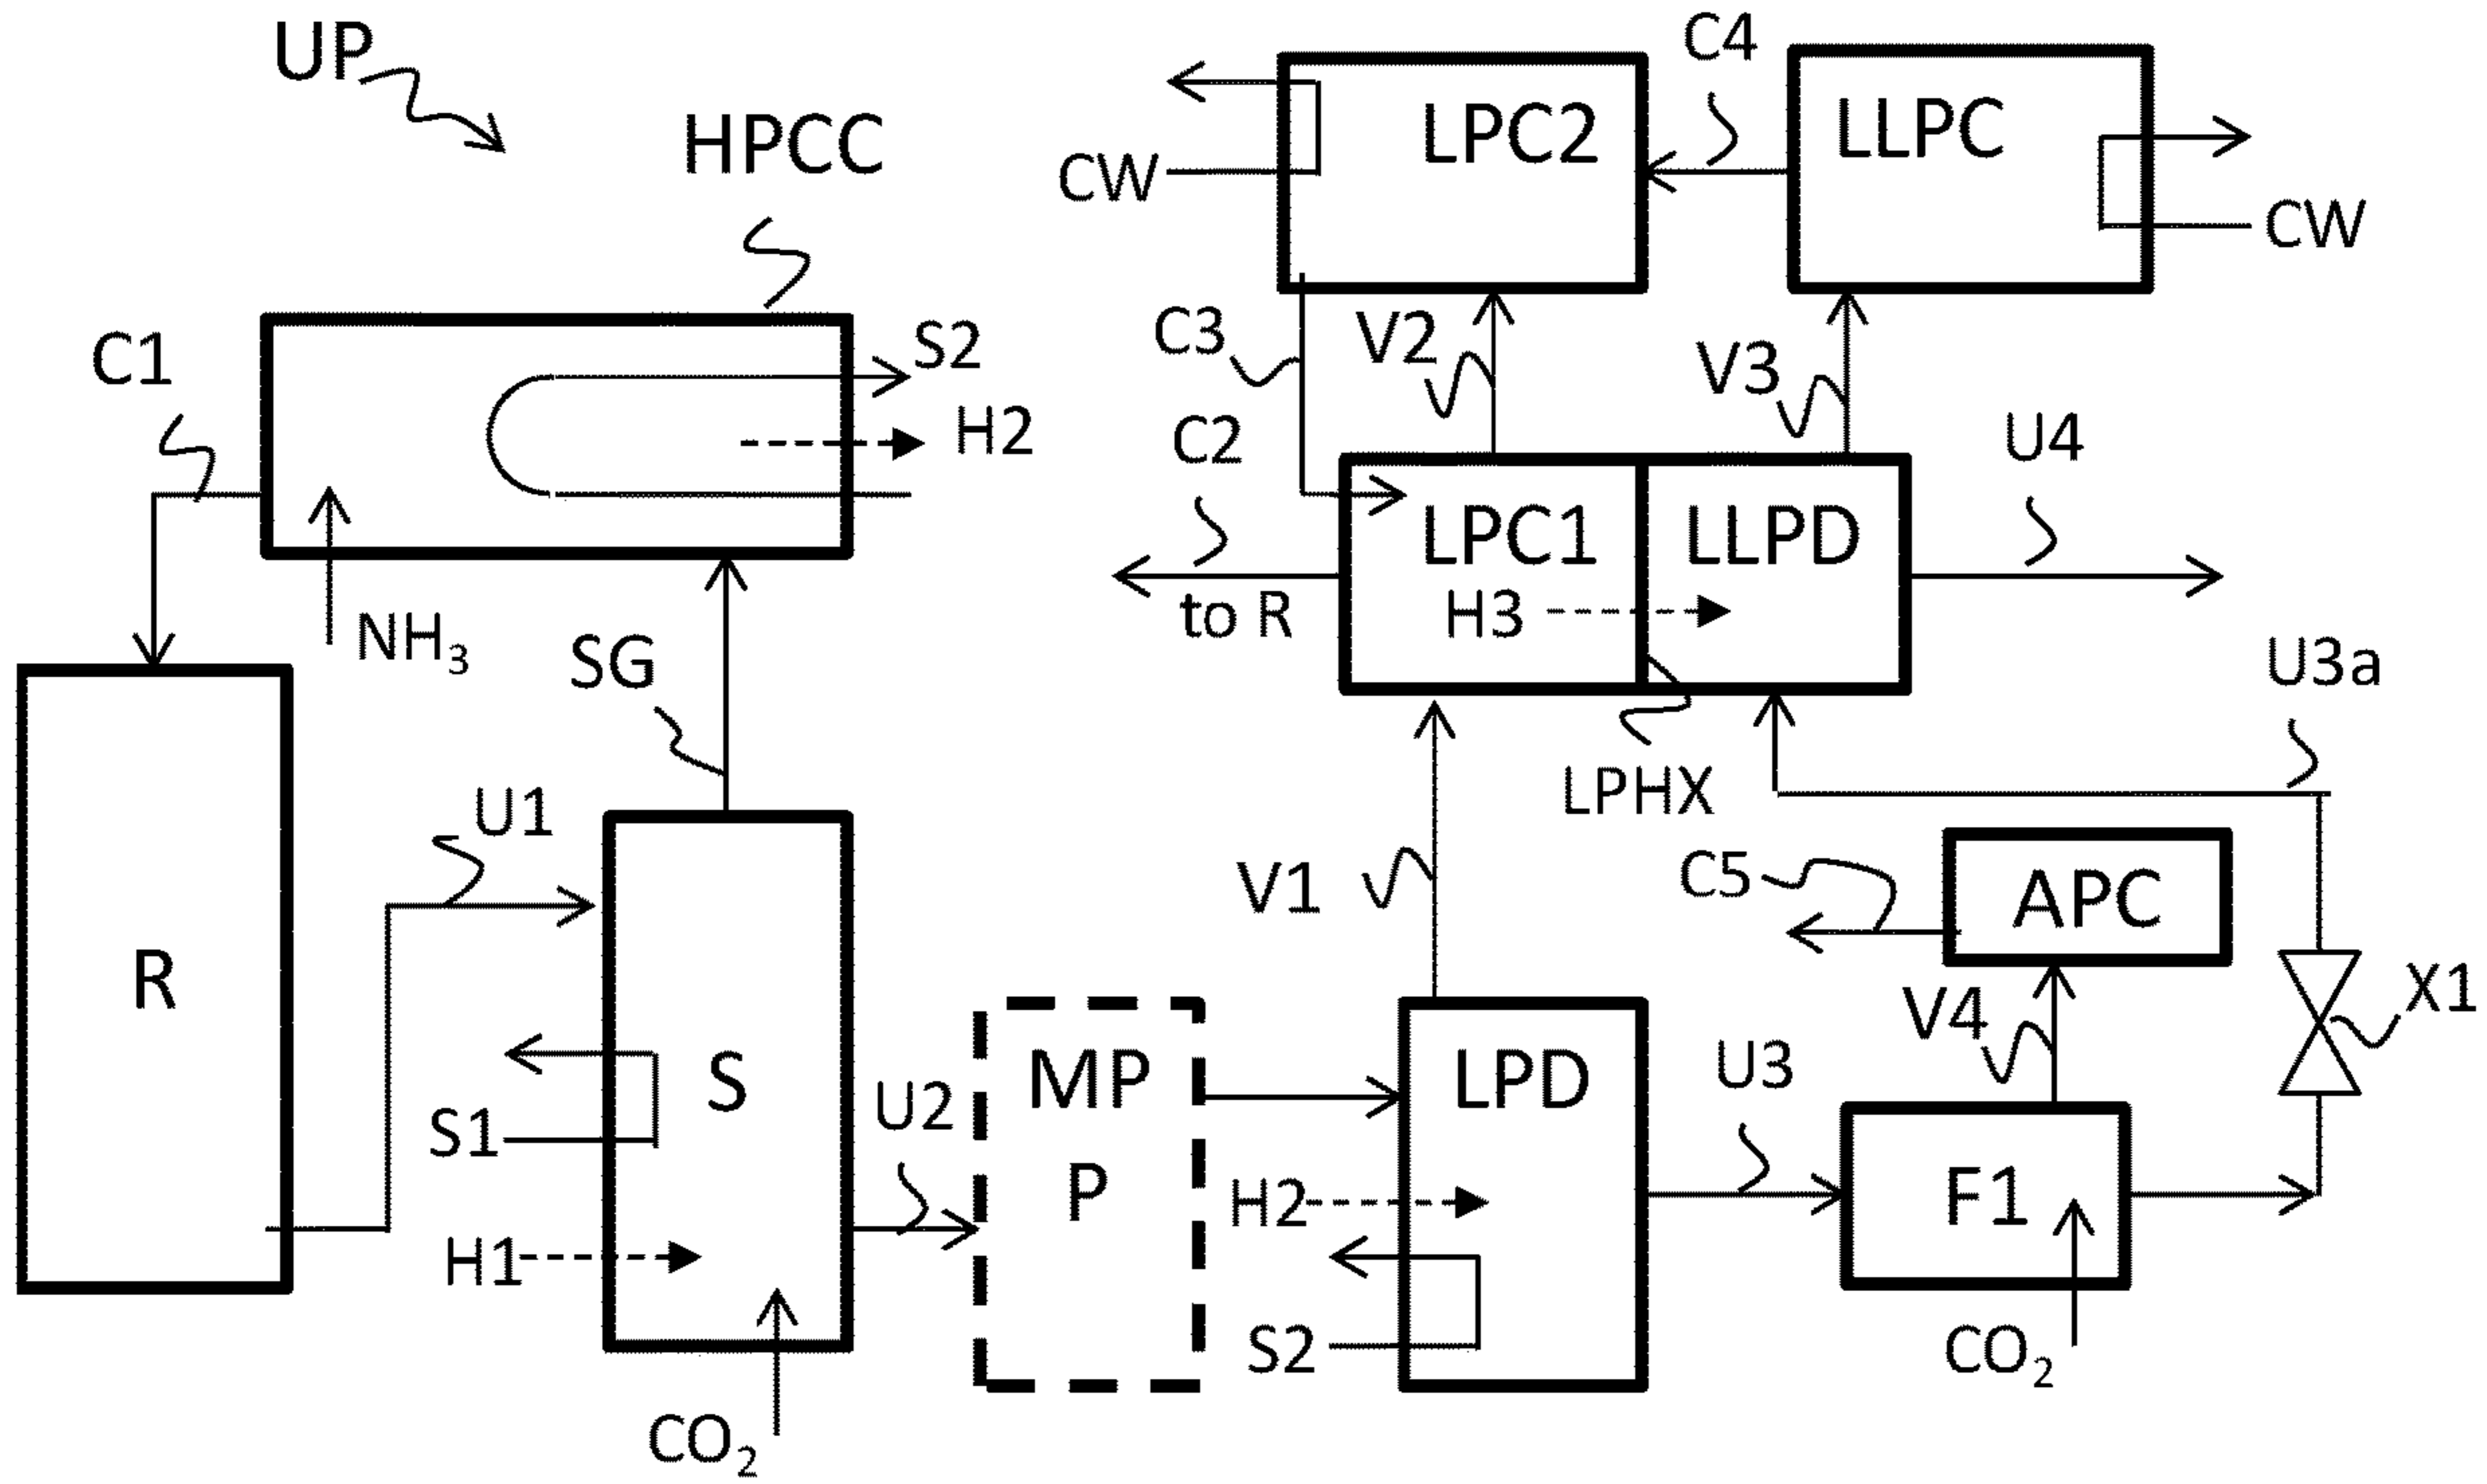 UP
HPCC
C1
S2
H2
NH3
SG
R
U1
S
S1
H1
CO2
U2
MP
P
C4
LPC2
LLPC
CW
CW
C3
V2
V3
C2
U4
LPC1
LLPD
H3
to R
U3a
LPHX
V1
C5
APC
X1
V4
LPD
U3
H2
F1
S2
CO2